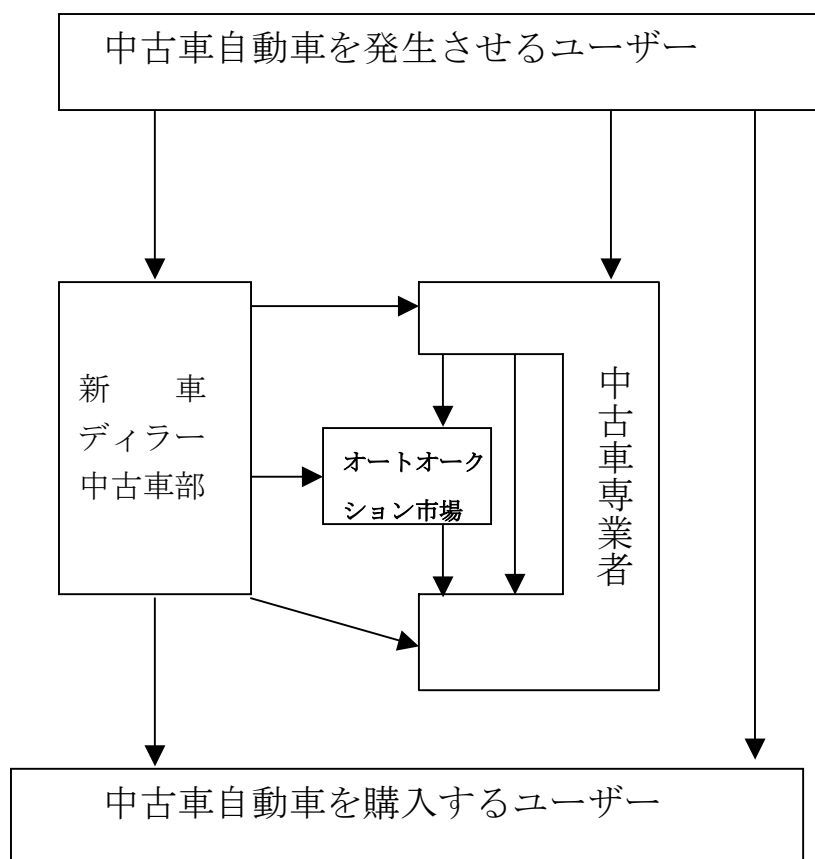 中古車自動車を発生させるユーザー
新　　車
ディラー
中古車部
オートオーク
ション市場
中古車専業者
中古車自動車を購入するユーザー